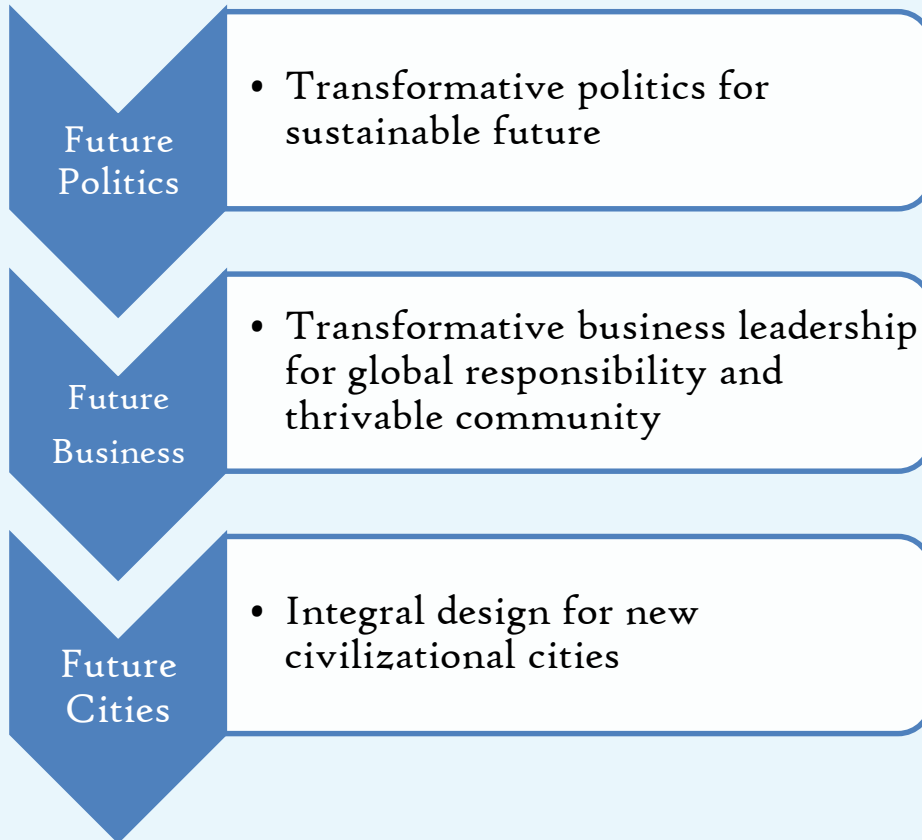 Future
Politics
• Transformative politics for
sustainable future
Future
Business
• Transformative business leadership
for global responsibility and
thrivable community
Future
Cities
• Integral design for new
civilizational cities